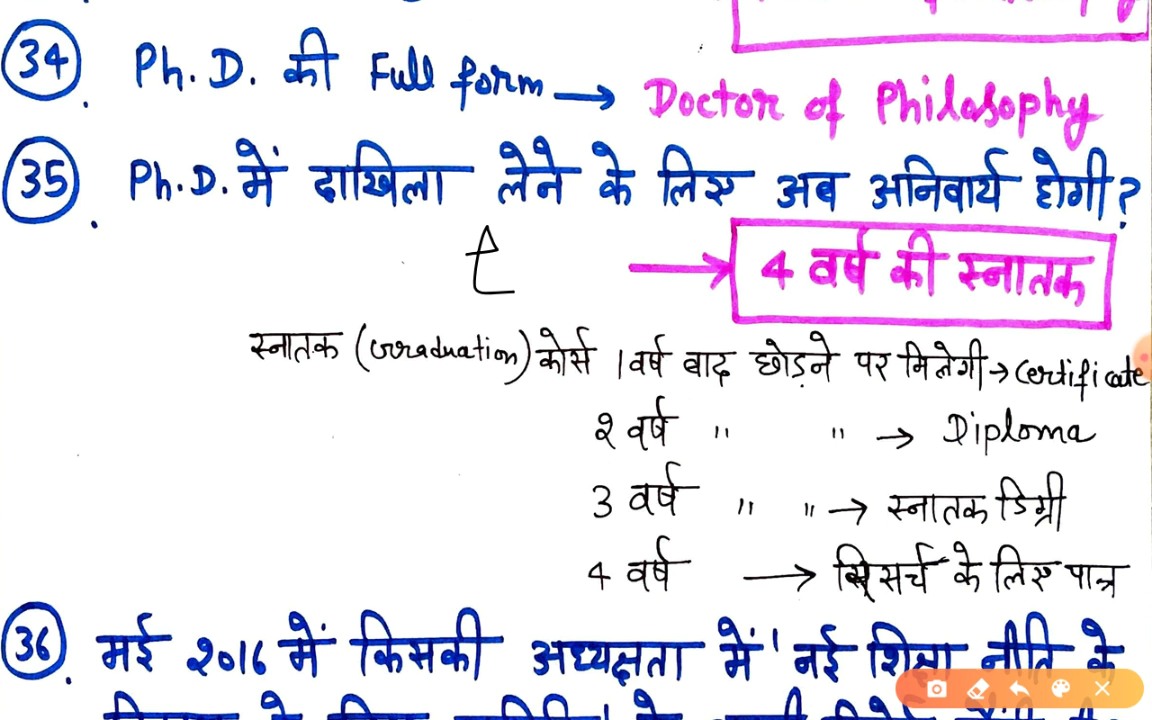 34. Ph. D. की Full form → Doctor of Philosophy
35. Ph. D. में दाखिला लेने के लिए अब अनिवार्य होगी?
→ 4 वर्ष की स्नातक
स्नातक (Graduation) कोर्स 1 वर्ष बाद छोड़ने पर मिलेगी → Certificate
2 वर्ष " " → Diploma
3 वर्ष " " → स्नातक डिग्री
4 वर्ष → रिसर्च के लिए पात्र
36. मई 2016 में किसकी अध्यक्षता में 'नई शिक्षा नीति के